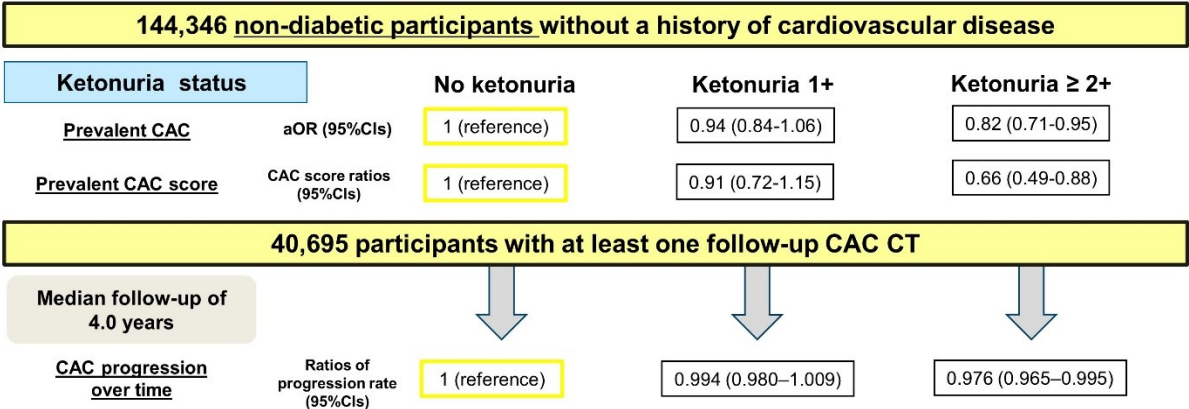 144,346 non-diabetic participants without a history of cardiovascular disease
Ketonuria status
No ketonuria
Ketonuria 1+
Ketonuria ≥ 2+
Prevalent CAC
aOR (95%CIs)
1 (reference)
0.94 (0.84-1.06)
0.82 (0.71-0.95)
Prevalent CAC score
CAC score ratios
(95%CIs)
1 (reference)
0.91 (0.72-1.15)
0.66 (0.49-0.88)
40,695 participants with at least one follow-up CAC CT
Median follow-up of
4.0 years
CAC progression
over time
Ratios of
progression rate
(95%CIs)
1 (reference)
0.994 (0.980–1.009)
0.976 (0.965–0.995)